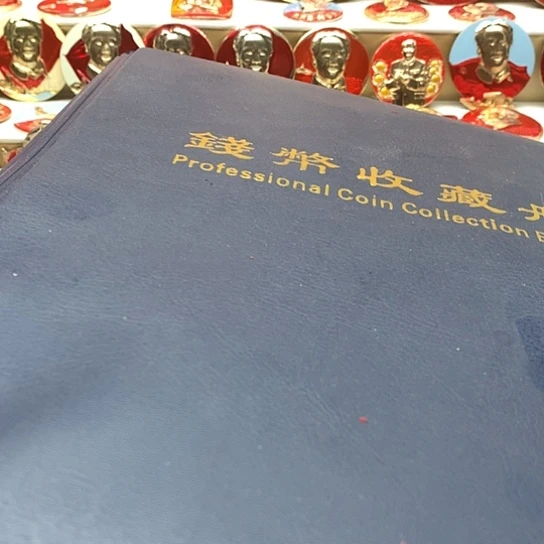 錢幣收藏
Professional Coin Collection